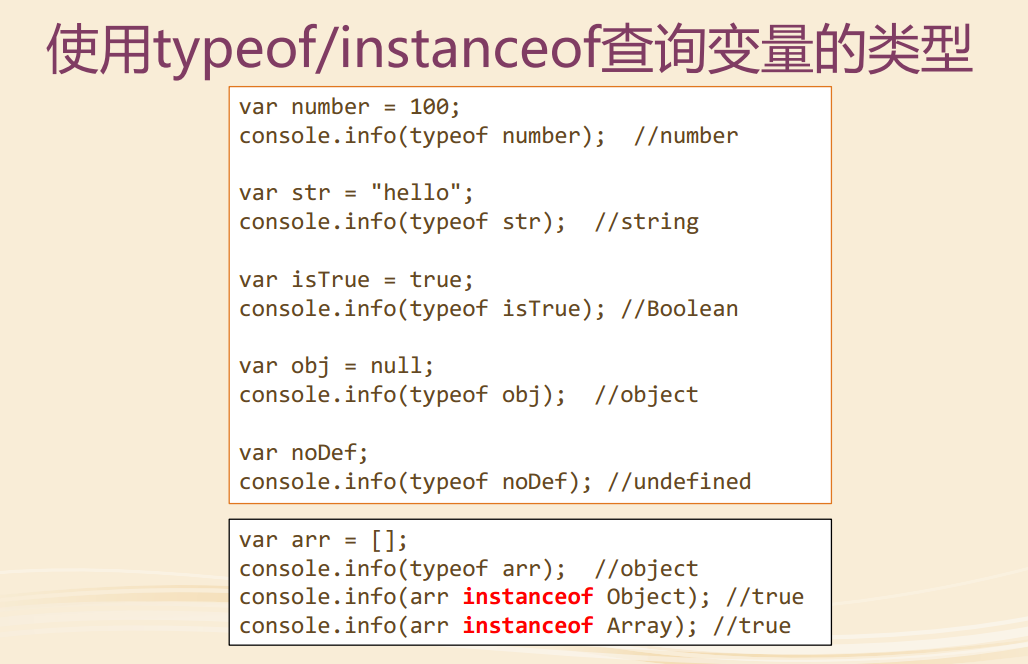 使用typeof/instanceof查询变量的类型
var number = 100;
console.info(typeof number);  //number
var str = "hello";
console.info(typeof str);  //string
var isTrue = true;
console.info(typeof isTrue); //Boolean
var obj = null;
console.info(typeof obj);  //object
var noDef;
console.info(typeof noDef); //undefined
var arr = [];
console.info(typeof arr);  //object
console.info(arr instanceof Object); //true
console.info(arr instanceof Array); //true